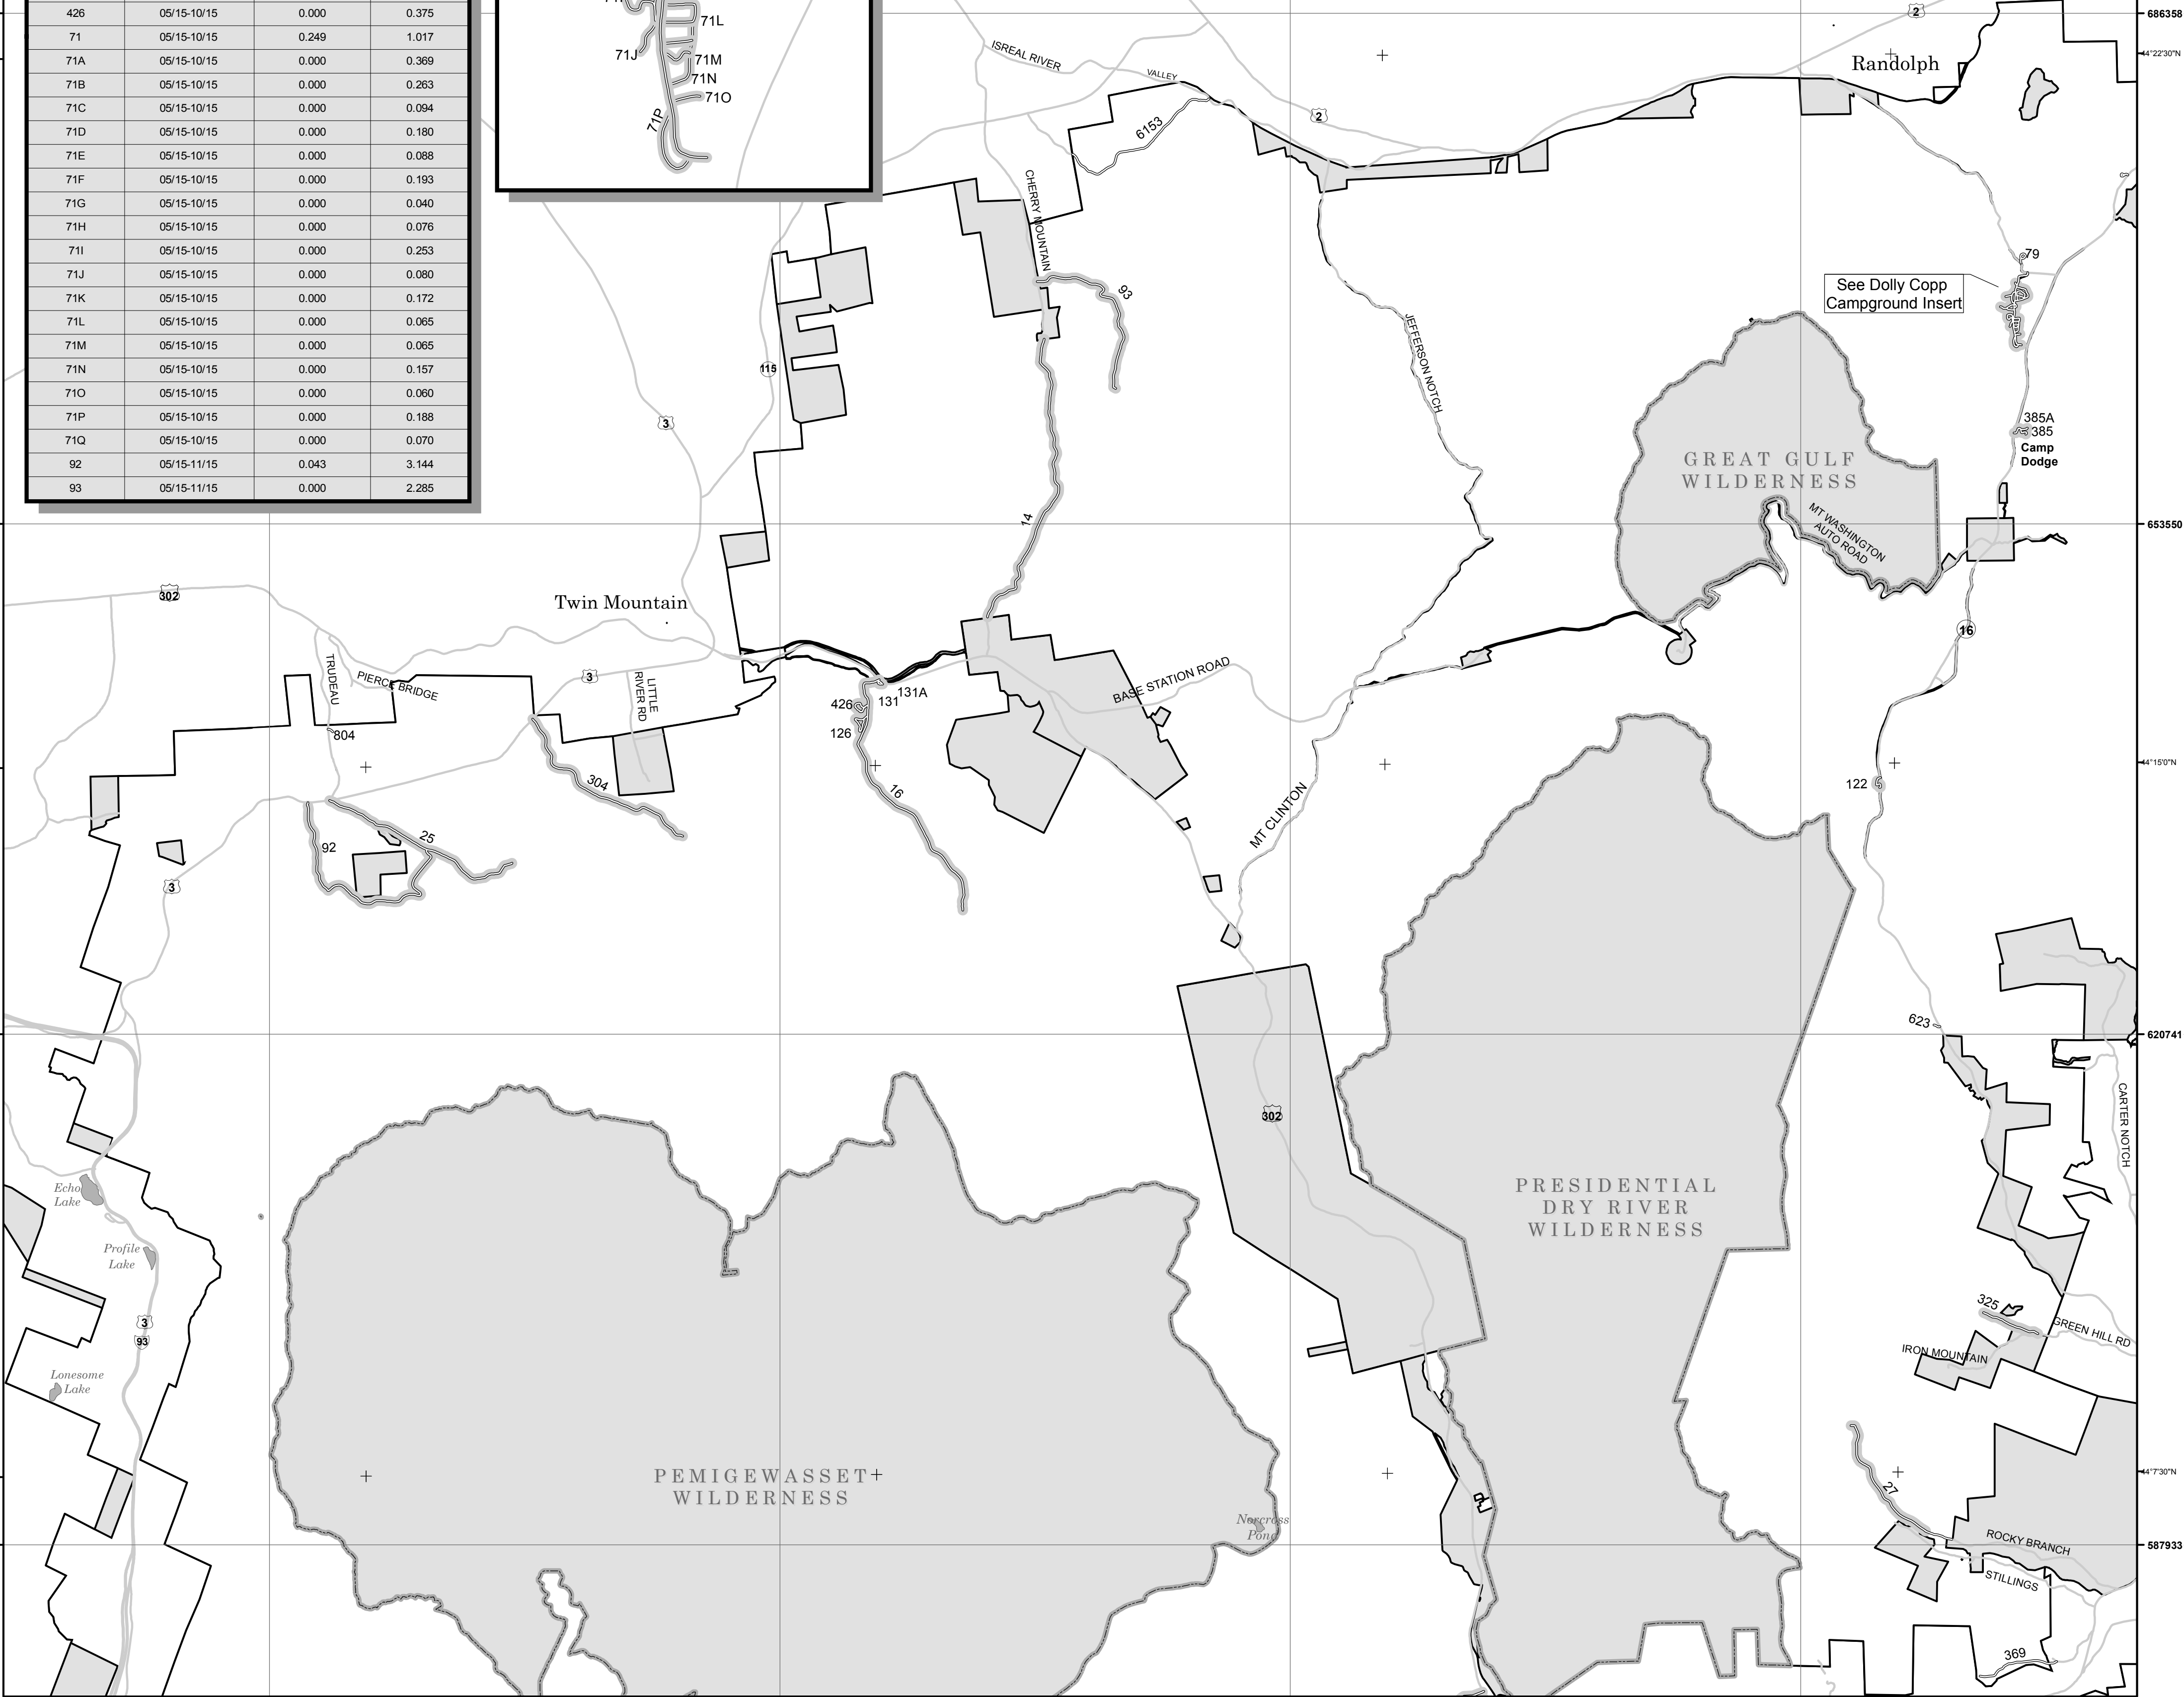 426 05/15-10/15 0.000 0.375
71 05/15-10/15 0.249 1.017
71A 05/15-10/15 0.000 0.369
71B 05/15-10/15 0.000 0.263
71C 05/15-10/15 0.000 0.094
71D 05/15-10/15 0.000 0.180
71E 05/15-10/15 0.000 0.088
71F 05/15-10/15 0.000 0.193
71G 05/15-10/15 0.000 0.040
71H 05/15-10/15 0.000 0.076
71I 05/15-10/15 0.000 0.253
71J 05/15-10/15 0.000 0.080
71K 05/15-10/15 0.000 0.172
71L 05/15-10/15 0.000 0.065
71M 05/15-10/15 0.000 0.065
71N 05/15-10/15 0.000 0.157
71O 05/15-10/15 0.000 0.060
71P 05/15-10/15 0.000 0.188
71Q 05/15-10/15 0.000 0.070
92 05/15-11/15 0.043 3.144
93 05/15-11/15 0.000 2.285
71L
71J
71M
71N
71O
71P
ISREAL RIVER
VALLEY
2
2
686358
44°22'30"N
Randolph
6153
CHERRY MOUNTAIN
93
79
See Dolly Copp
Campground Insert
JEFFERSON NOTCH
115
3
385A
385
Camp
Dodge
GREAT GULF
WILDERNESS
MT WASHINGTON
AUTO ROAD
14
653550
302
Twin Mountain
16
TRUDEAU
PIERCE BRIDGE
3
LITTLE
RIVER RD
BASE STATION ROAD
131A
131
426
126
804
304
16
44°15'0"N
122
MT CLINTON
25
92
3
623
620741
302
CARTER NOTCH
Echo
Lake
Profile
Lake
PRESIDENTIAL
DRY RIVER
WILDERNESS
3
93
325
GREEN HILL RD
IRON MOUNTAIN
Lonesome
Lake
PEMIGEWASSET
WILDERNESS
44°7'30"N
27
Norcross
Pond
ROCKY BRANCH
587933
STILLINGS
369